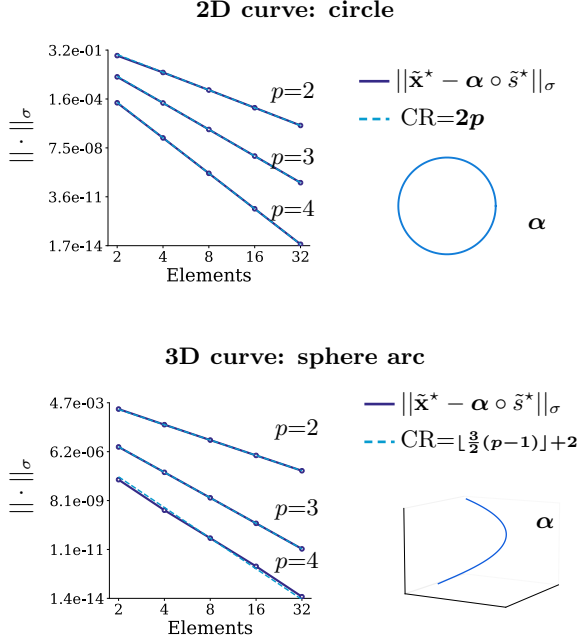 2D curve: circle
3.2e-01
1.6e-04
7.5e-08
3.6e-11
1.7e-14
|| · ||σ
p=2
p=3
p=4
2 4 8 16 32
Elements
||x̃⋆ − α ∘ s̃⋆||σ
CR=2p
α
3D curve: sphere arc
4.7e-03
6.2e-06
8.1e-09
1.1e-11
1.4e-14
|| · ||σ
p=2
p=3
p=4
2 4 8 16 32
Elements
||x̃⋆ − α ∘ s̃⋆||σ
CR=⌊3/2(p−1)⌋+2
α